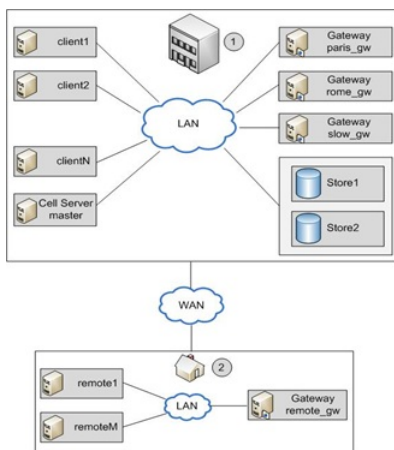 client1
client2
clientN
Cell Server
master
1
LAN
Gateway
paris_gw
Gateway
rome_gw
Gateway
slow_gw
Store1
Store2
WAN
2
remote1
remoteM
LAN
Gateway
remote_gw